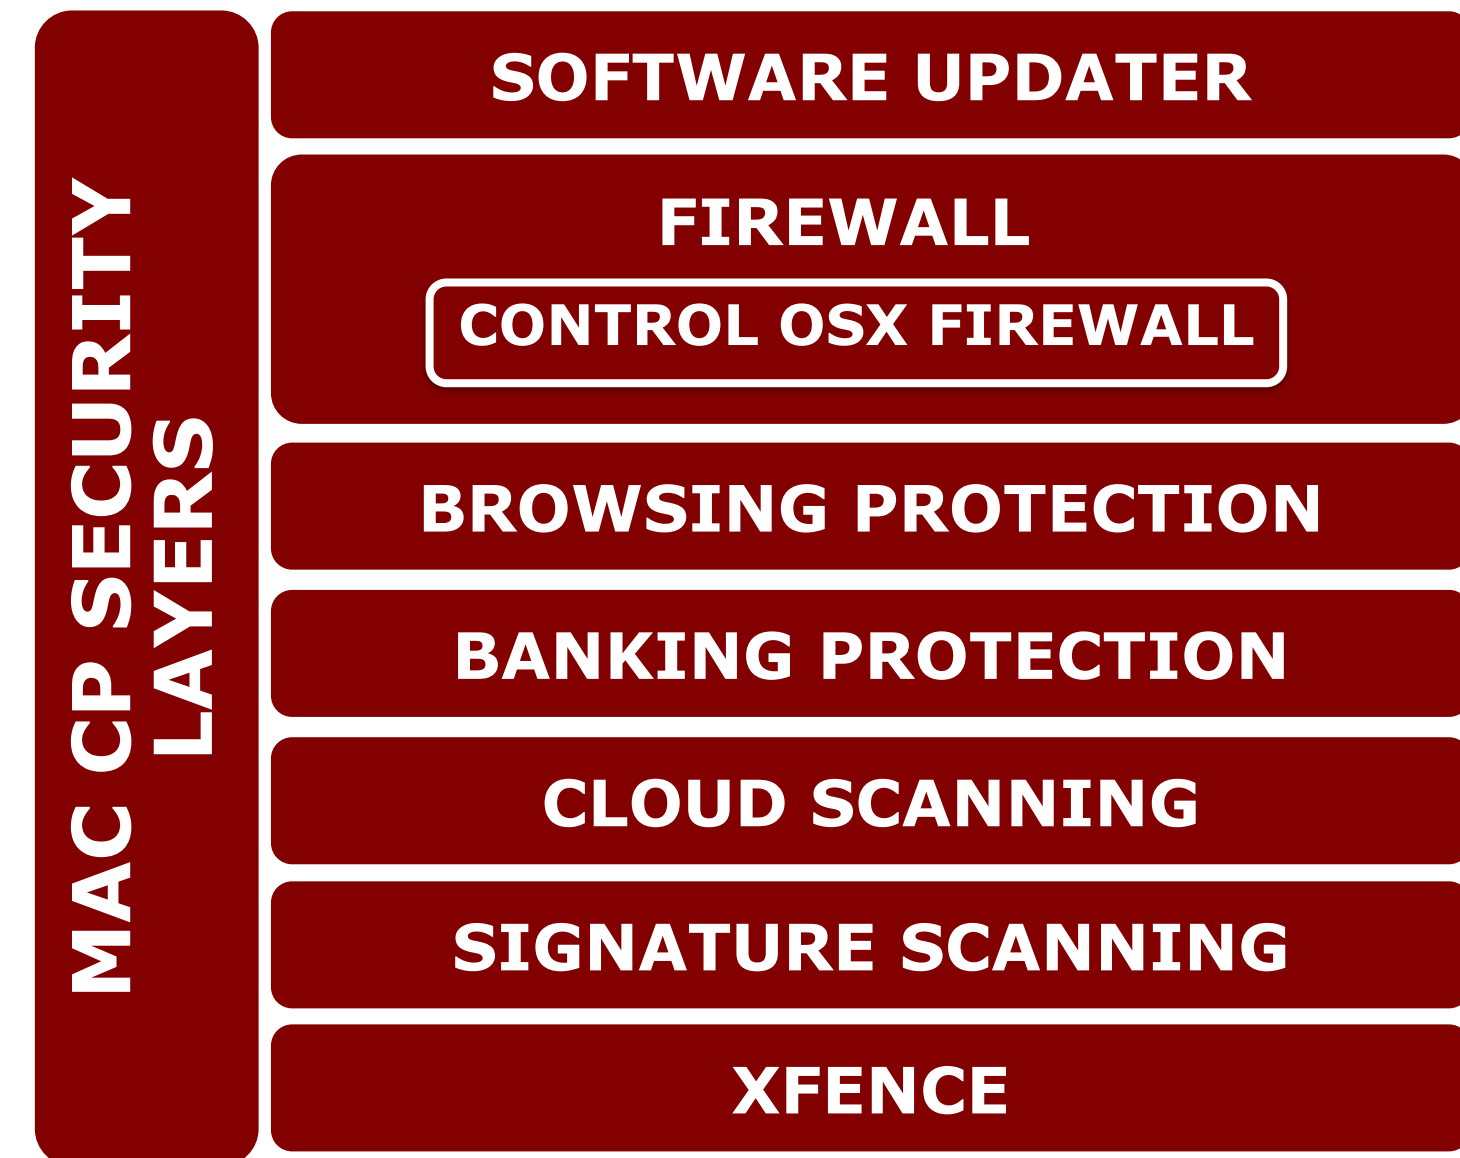 MAC CP SECURITY
LAYERS
SOFTWARE UPDATER
FIREWALL
CONTROL OSX FIREWALL
BROWSING PROTECTION
BANKING PROTECTION
CLOUD SCANNING
SIGNATURE SCANNING
XFENCE